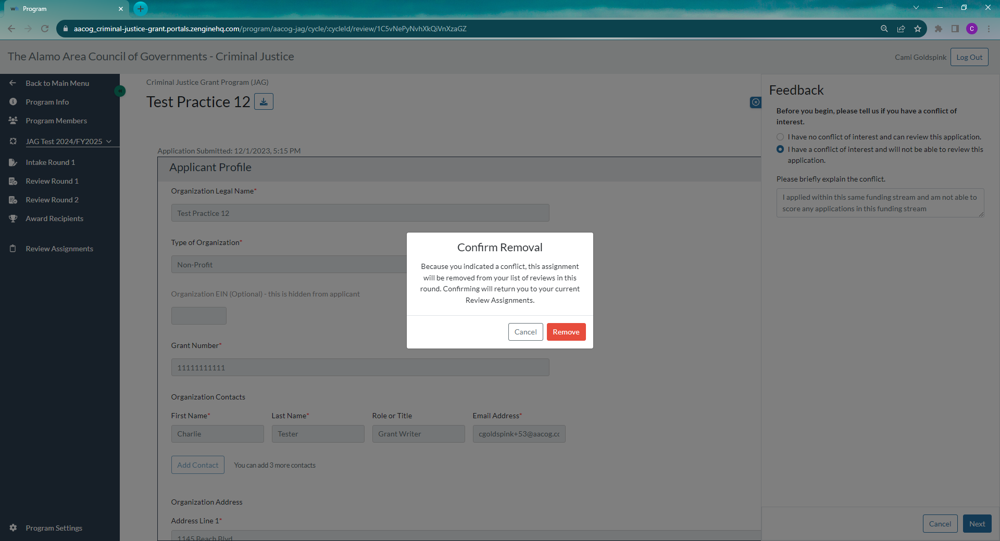 wh Program
aacog_criminal-justice-grant.portals.zenginehq.com/program/aacog-jag/cycle/:cycleId/review/1C5vNePyNvhXkQiVnXzaGZ
C
The Alamo Area Council of Governments - Criminal Justice
Cami Goldspink
Log Out
Back to Main Menu
Program Info
Program Members
JAG Test 2024/FY2025
Intake Round 1
Review Round 1
Review Round 2
Award Recipients
Review Assignments
Program Settings
Criminal Justice Grant Program (JAG)
Test Practice 12
Application Submitted: 12/1/2023, 5:15 PM
Applicant Profile
Organization Legal Name*
Test Practice 12
Type of Organization*
Non-Profit
Organization EIN (Optional) - this is hidden from applicant
Grant Number*
11111111111
Organization Contacts
First Name* Last Name* Role or Title Email Address*
Charlie Tester Grant Writer cgoldspink+53@aacog.cc
Add Contact You can add 3 more contacts
Organization Address
Address Line 1*
1145 Beach Blvd
Confirm Removal
Because you indicated a conflict, this assignment
will be removed from your list of reviews in this
round. Confirming will return you to your current
Review Assignments.
Cancel Remove
Feedback
Before you begin, please tell us if you have a conflict of
interest.
I have no conflict of interest and can review this application.
I have a conflict of interest and will not be able to review this
application.
Please briefly explain the conflict.
I applied within this same funding stream and am not able to
score any applications in this funding stream
Cancel Next